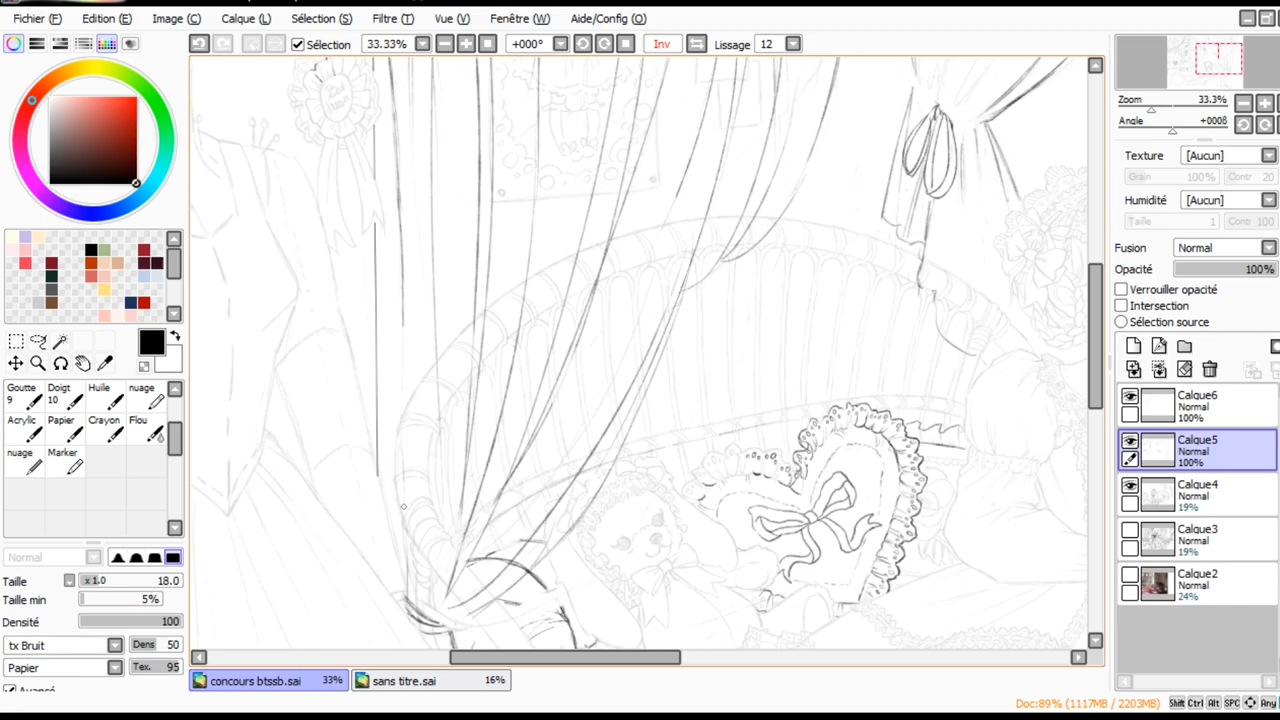 Fichier (F) Edition (E) Image (C) Calque (L) Sélection (S) Filtre (T) Vue (V) Fenêtre (W) Aide/Config (O)
Sélection 33.33% +000° Inv Lissage 12
Zoom 33.3%
Angle +000θ
Texture [Aucun]
Grain 100% Contr 20
Humidité [Aucun]
Taille 1 Contr 100
Fusion Normal
Opacité 100%
Verrouiller opacité
Intersection
Sélection source
Calque6
Normal
100%
Calque5
Normal
100%
Calque4
Normal
19%
Calque3
Normal
19%
Calque2
Normal
24%
Goutte 9 Doigt 10 Huile nuage
Acrylic Papier Crayon Flou
nuage Marker
Normal
Taille x 1.0 18.0
Taille min 5%
Densité 100
tx Bruit Dens 50
Papier Tex. 95
Avancé
concours btssb.sai 33% sans titre.sai 16%
Doc:89% (1117MB / 2203MB) Shift Ctrl Alt SPC Any